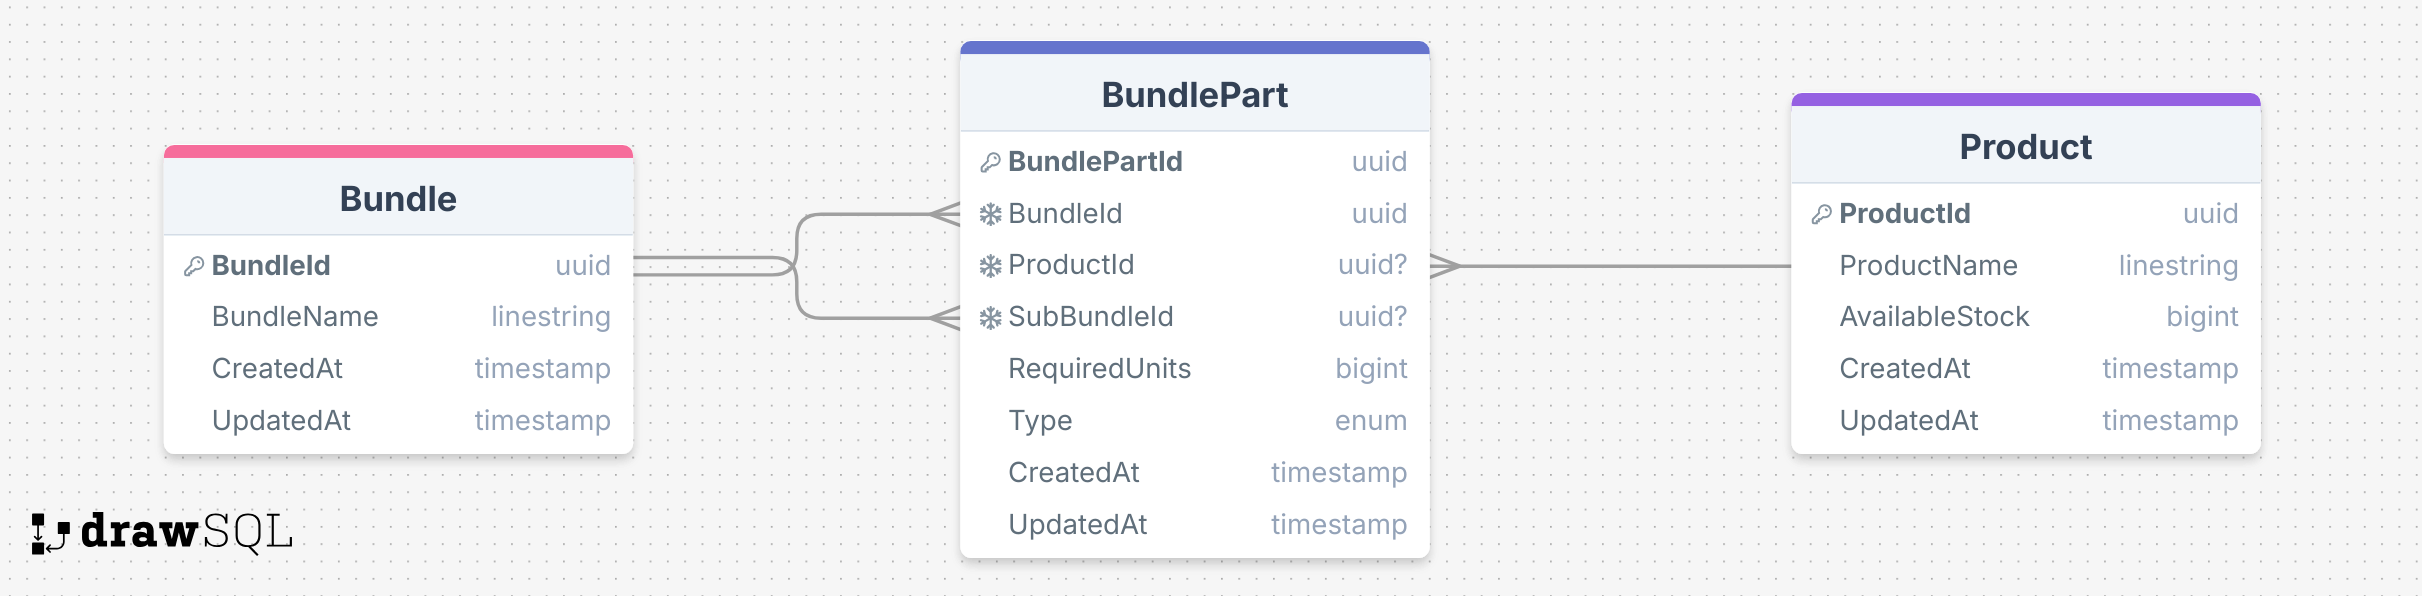 Bundle
BundleId uuid
BundleName linestring
CreatedAt timestamp
UpdatedAt timestamp
BundlePart
BundlePartId uuid
BundleId uuid
ProductId uuid?
SubBundleId uuid?
RequiredUnits bigint
Type enum
CreatedAt timestamp
UpdatedAt timestamp
Product
ProductId uuid
ProductName linestring
AvailableStock bigint
CreatedAt timestamp
UpdatedAt timestamp
drawSQL